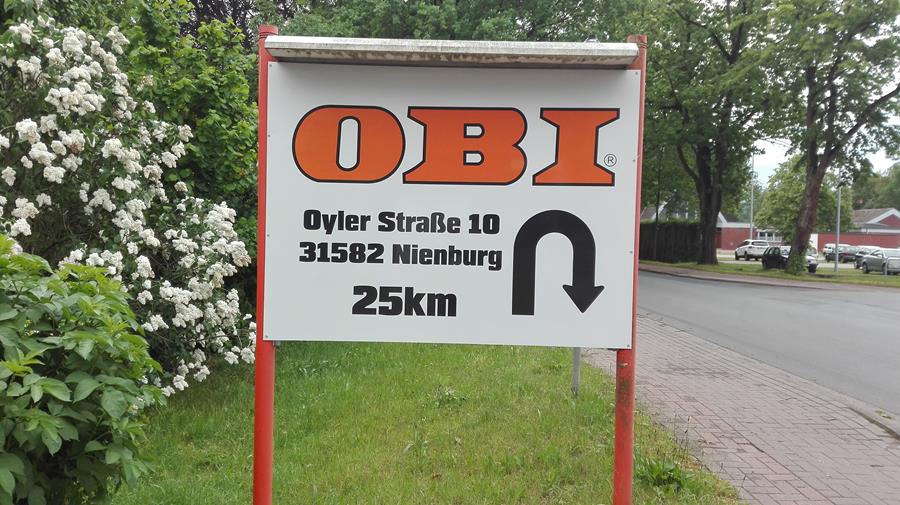 OBI®
Oyler Straße 10
31582 Nienburg
25km